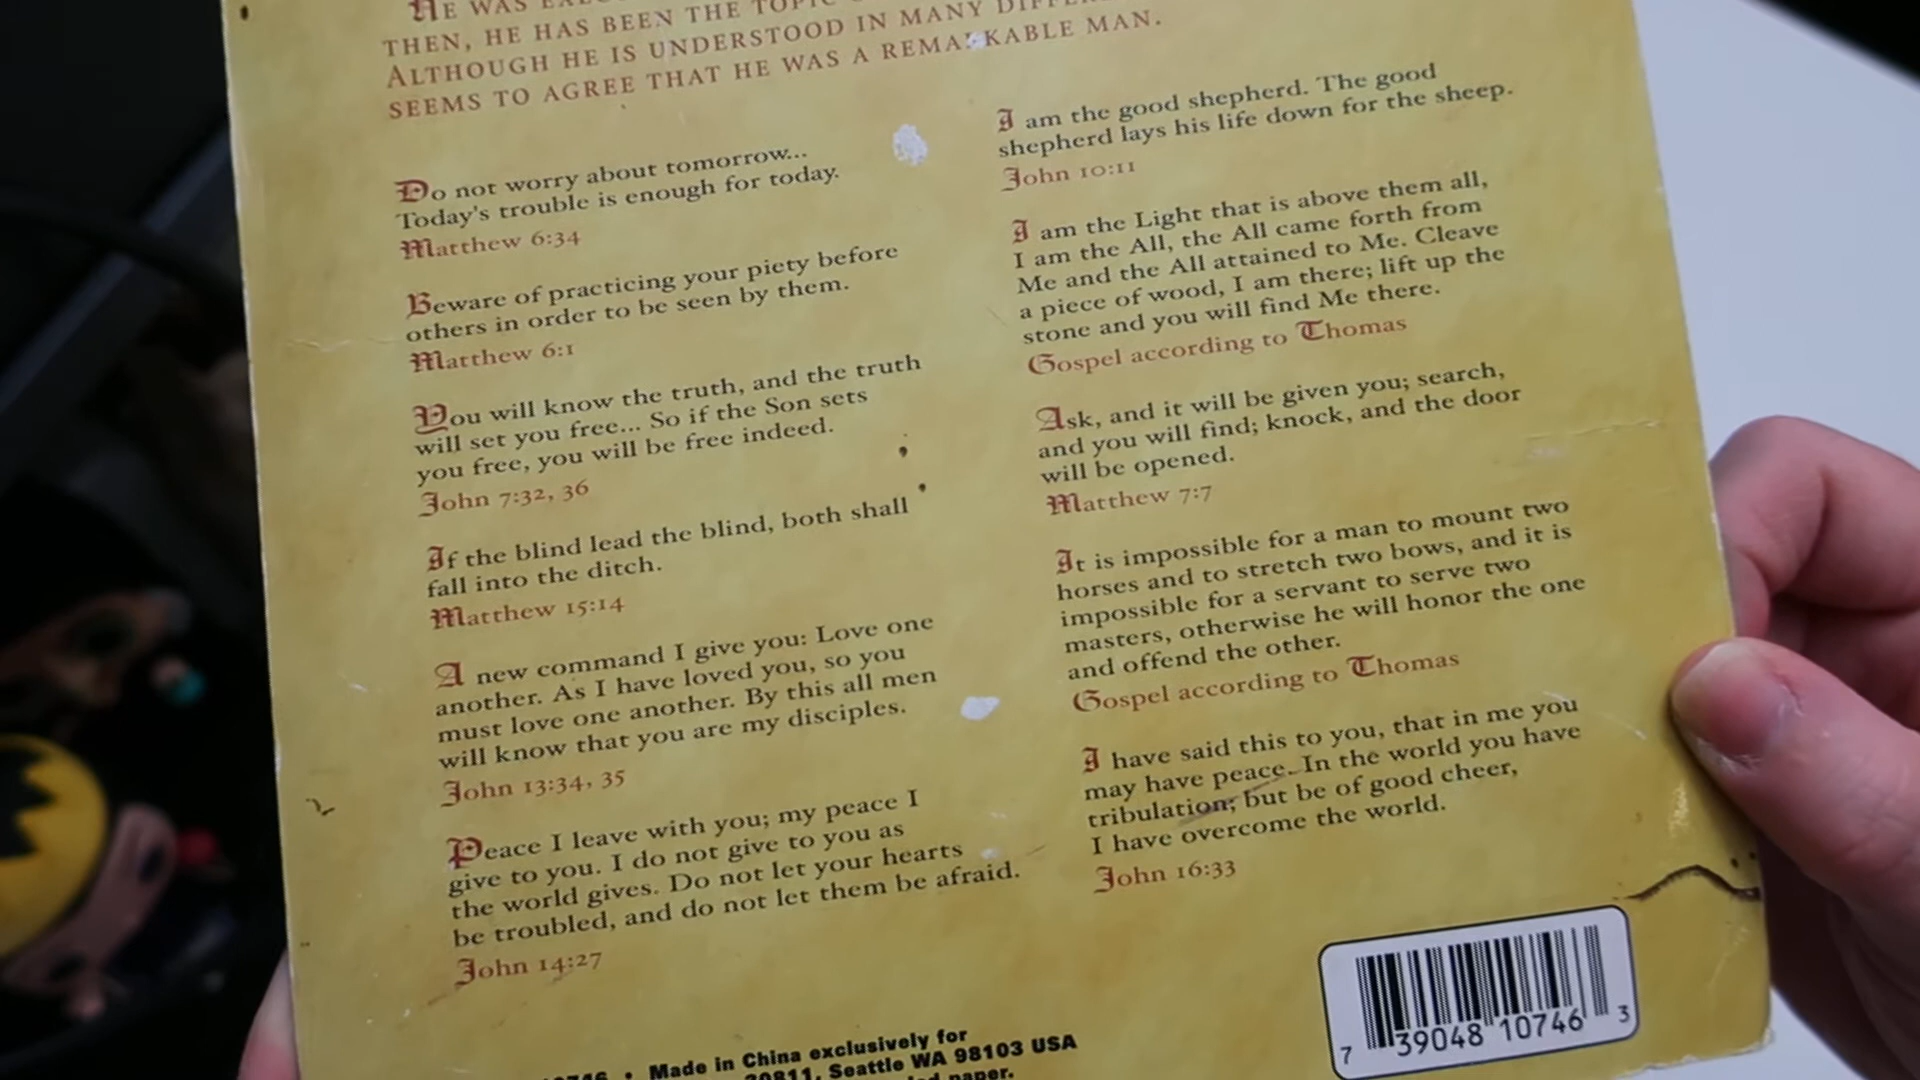 HE WAS
THEN, HE HAS BEEN THE TOPIC
ALTHOUGH HE IS UNDERSTOOD IN MANY
SEEMS TO AGREE THAT HE WAS A REMARKABLE MAN.
Do not worry about tomorrow...
Today's trouble is enough for today.
Matthew 6:34
Beware of practicing your piety before
others in order to be seen by them.
Matthew 6:1
You will know the truth, and the truth
will set you free... So if the Son sets
you free, you will be free indeed.
John 7:32, 36
If the blind lead the blind, both shall
fall into the ditch.
Matthew 15:14
A new command I give you: Love one
another. As I have loved you, so you
must love one another. By this all men
will know that you are my disciples.
John 13:34, 35
Peace I leave with you; my peace I
give to you. I do not give to you as
the world gives. Do not let your hearts
be troubled, and do not let them be afraid.
John 14:27
I am the good shepherd. The good
shepherd lays his life down for the sheep.
John 10:11
I am the Light that is above them all,
I am the All, the All came forth from
Me and the All attained to Me. Cleave
a piece of wood, I am there; lift up the
stone and you will find Me there.
Gospel according to Thomas
Ask, and it will be given you; search,
and you will find; knock, and the door
will be opened.
Matthew 7:7
It is impossible for a man to mount two
horses and to stretch two bows, and it is
impossible for a servant to serve two
masters, otherwise he will honor the one
and offend the other.
Gospel according to Thomas
I have said this to you, that in me you
may have peace. In the world you have
tribulation; but be of good cheer,
I have overcome the world.
John 16:33
• Made in China exclusively for
Seattle WA 98103 USA
paper.
7 39048 10746 3